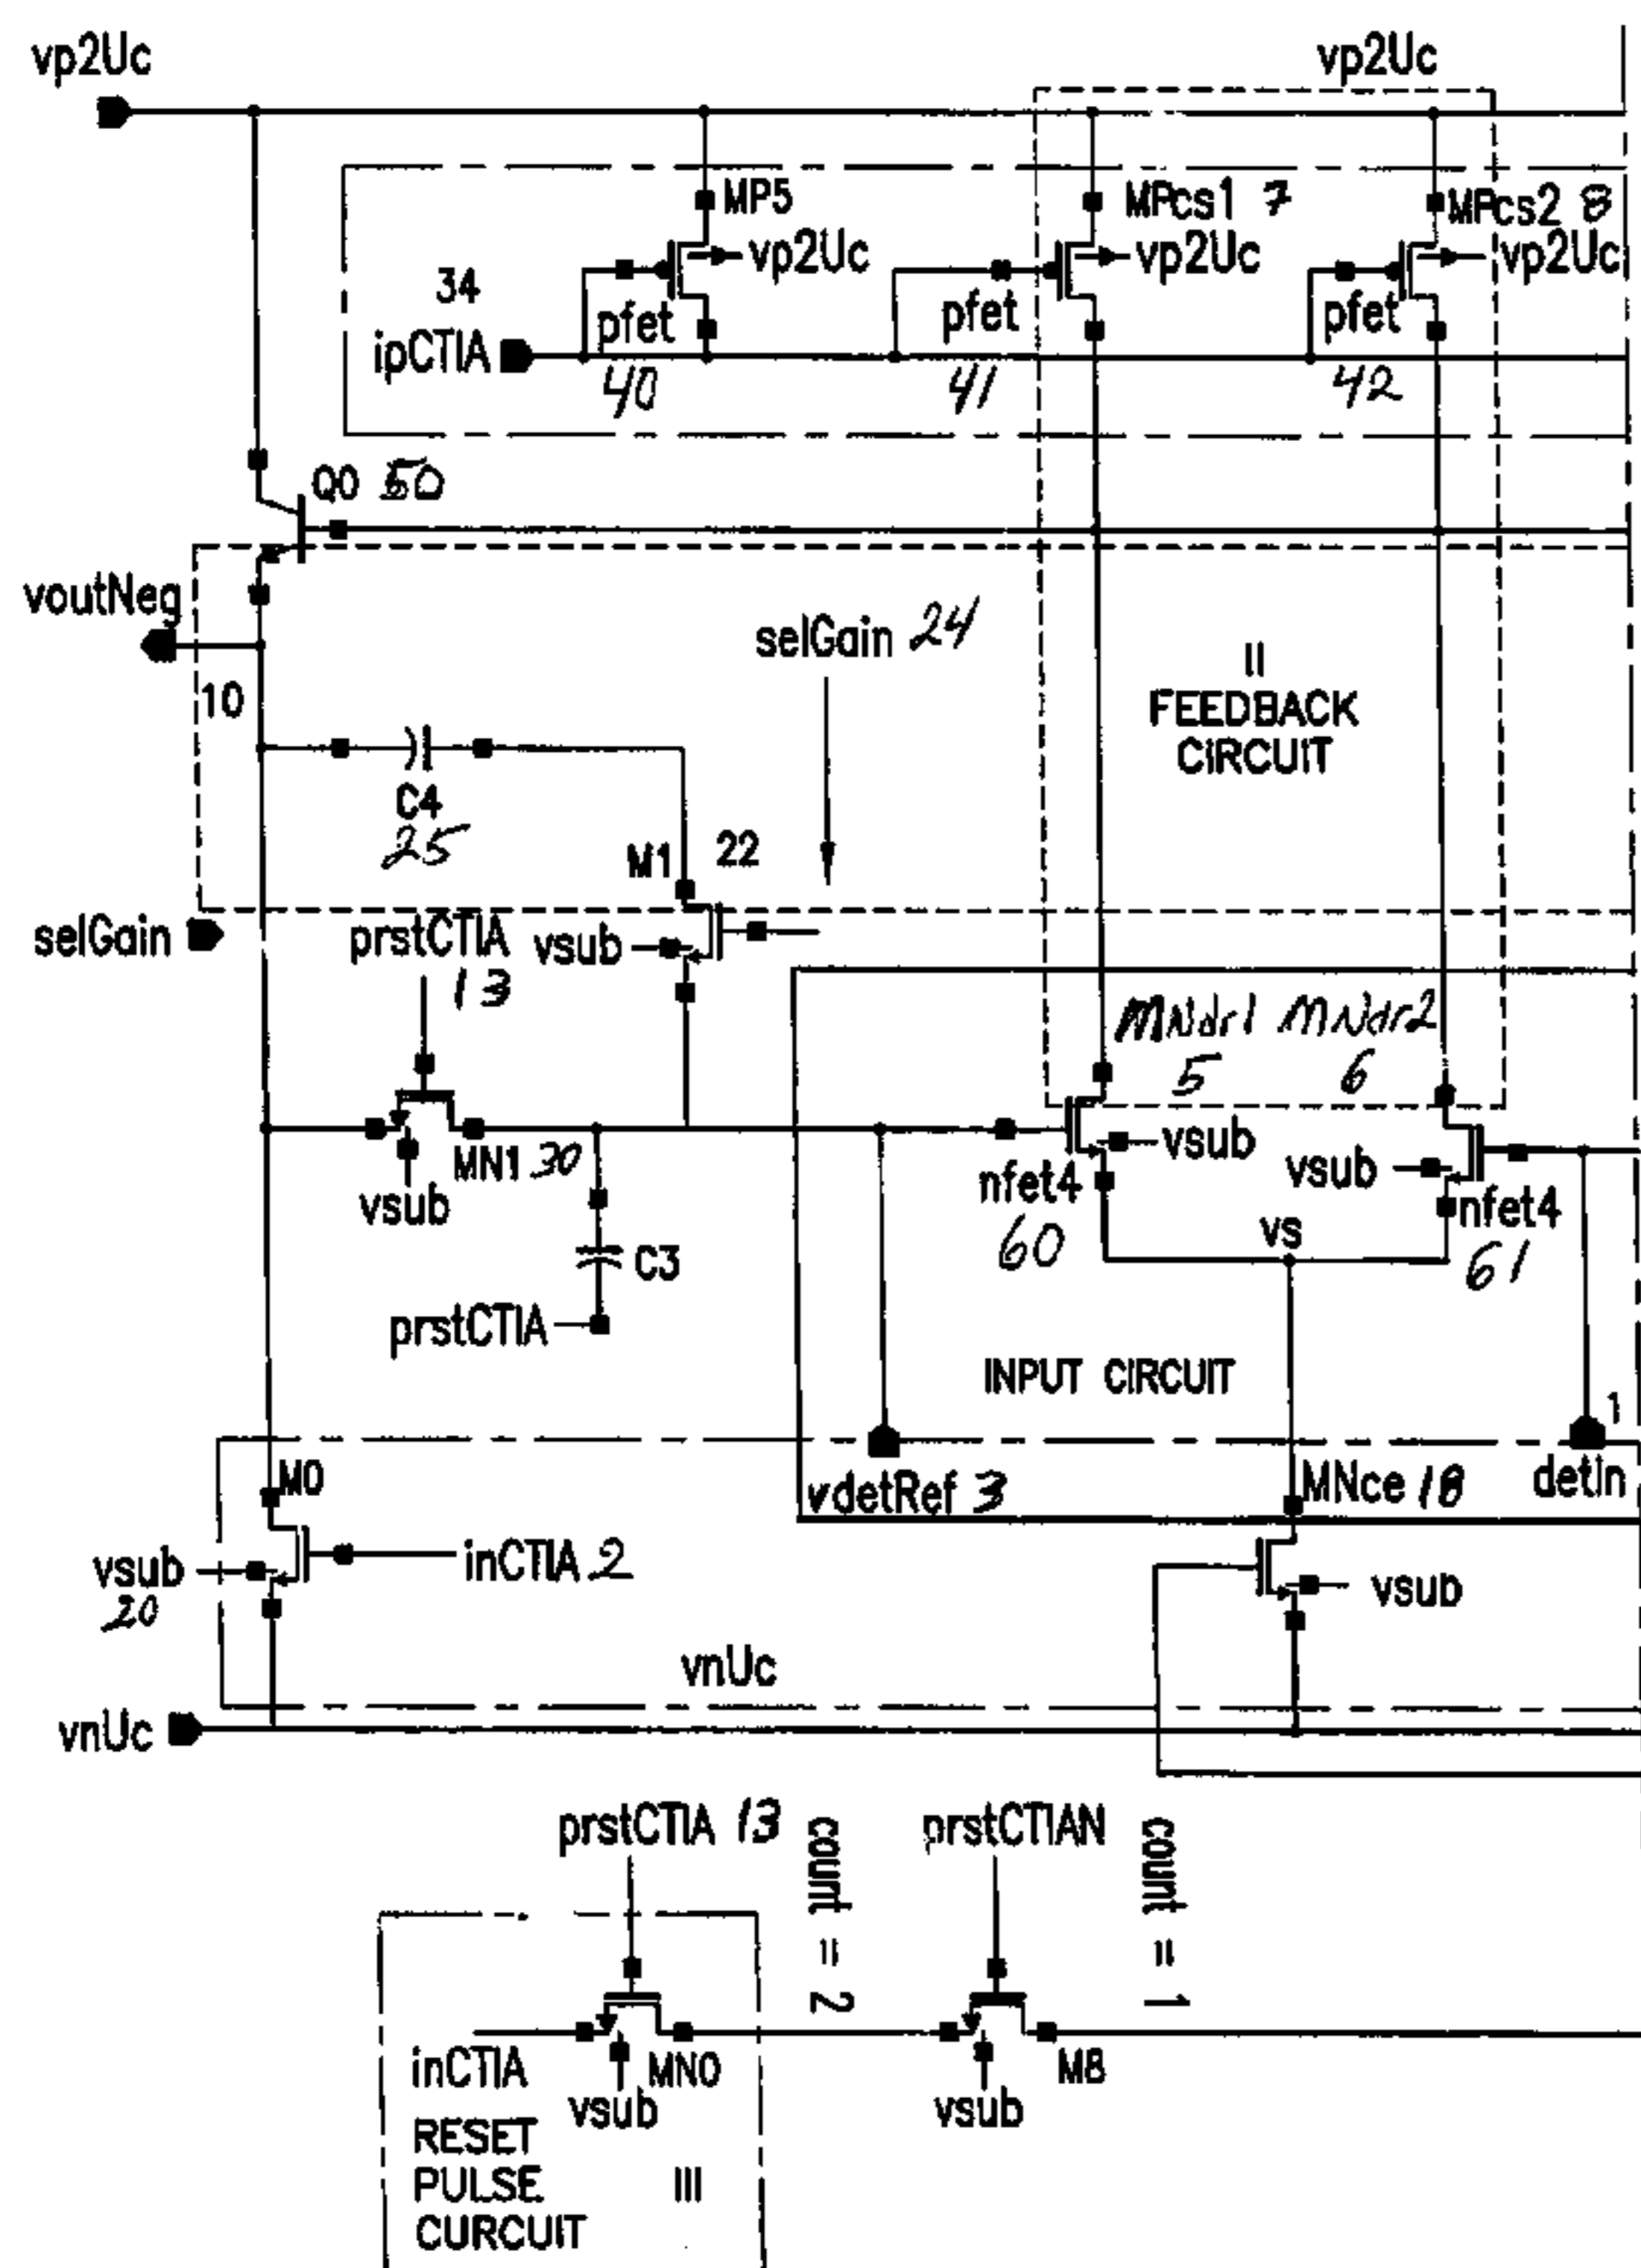 vp2Uc
vp2Uc
MP5
MPcs1 7
MPcs2 8
vp2Uc
vp2Uc
vp2Uc
34
pfet
pfet
pfet
ipCTIA
40
41
42
Q0 50
voutNeg
selGain 24
10
II
FEEDBACK
CIRCUIT
C4
25
M1
22
selGain
prstCTIA
13
vsub
MNdr1 MNdr2
5
6
MN1 30
vsub
vsub
vsub
nfet4
60
nfet4
61
vsub
vs
C3
prstCTIA
INPUT CIRCUIT
1
M0
vdetRef 3
MNce 18
detIn
vsub
20
inCTIA 2
vsub
vnUc
vnUc
prstCTIA 13
count = 2
prstCTIAN
count = 1
inCTIA
MN0
vsub
M8
vsub
RESET
PULSE
CURCUIT
III